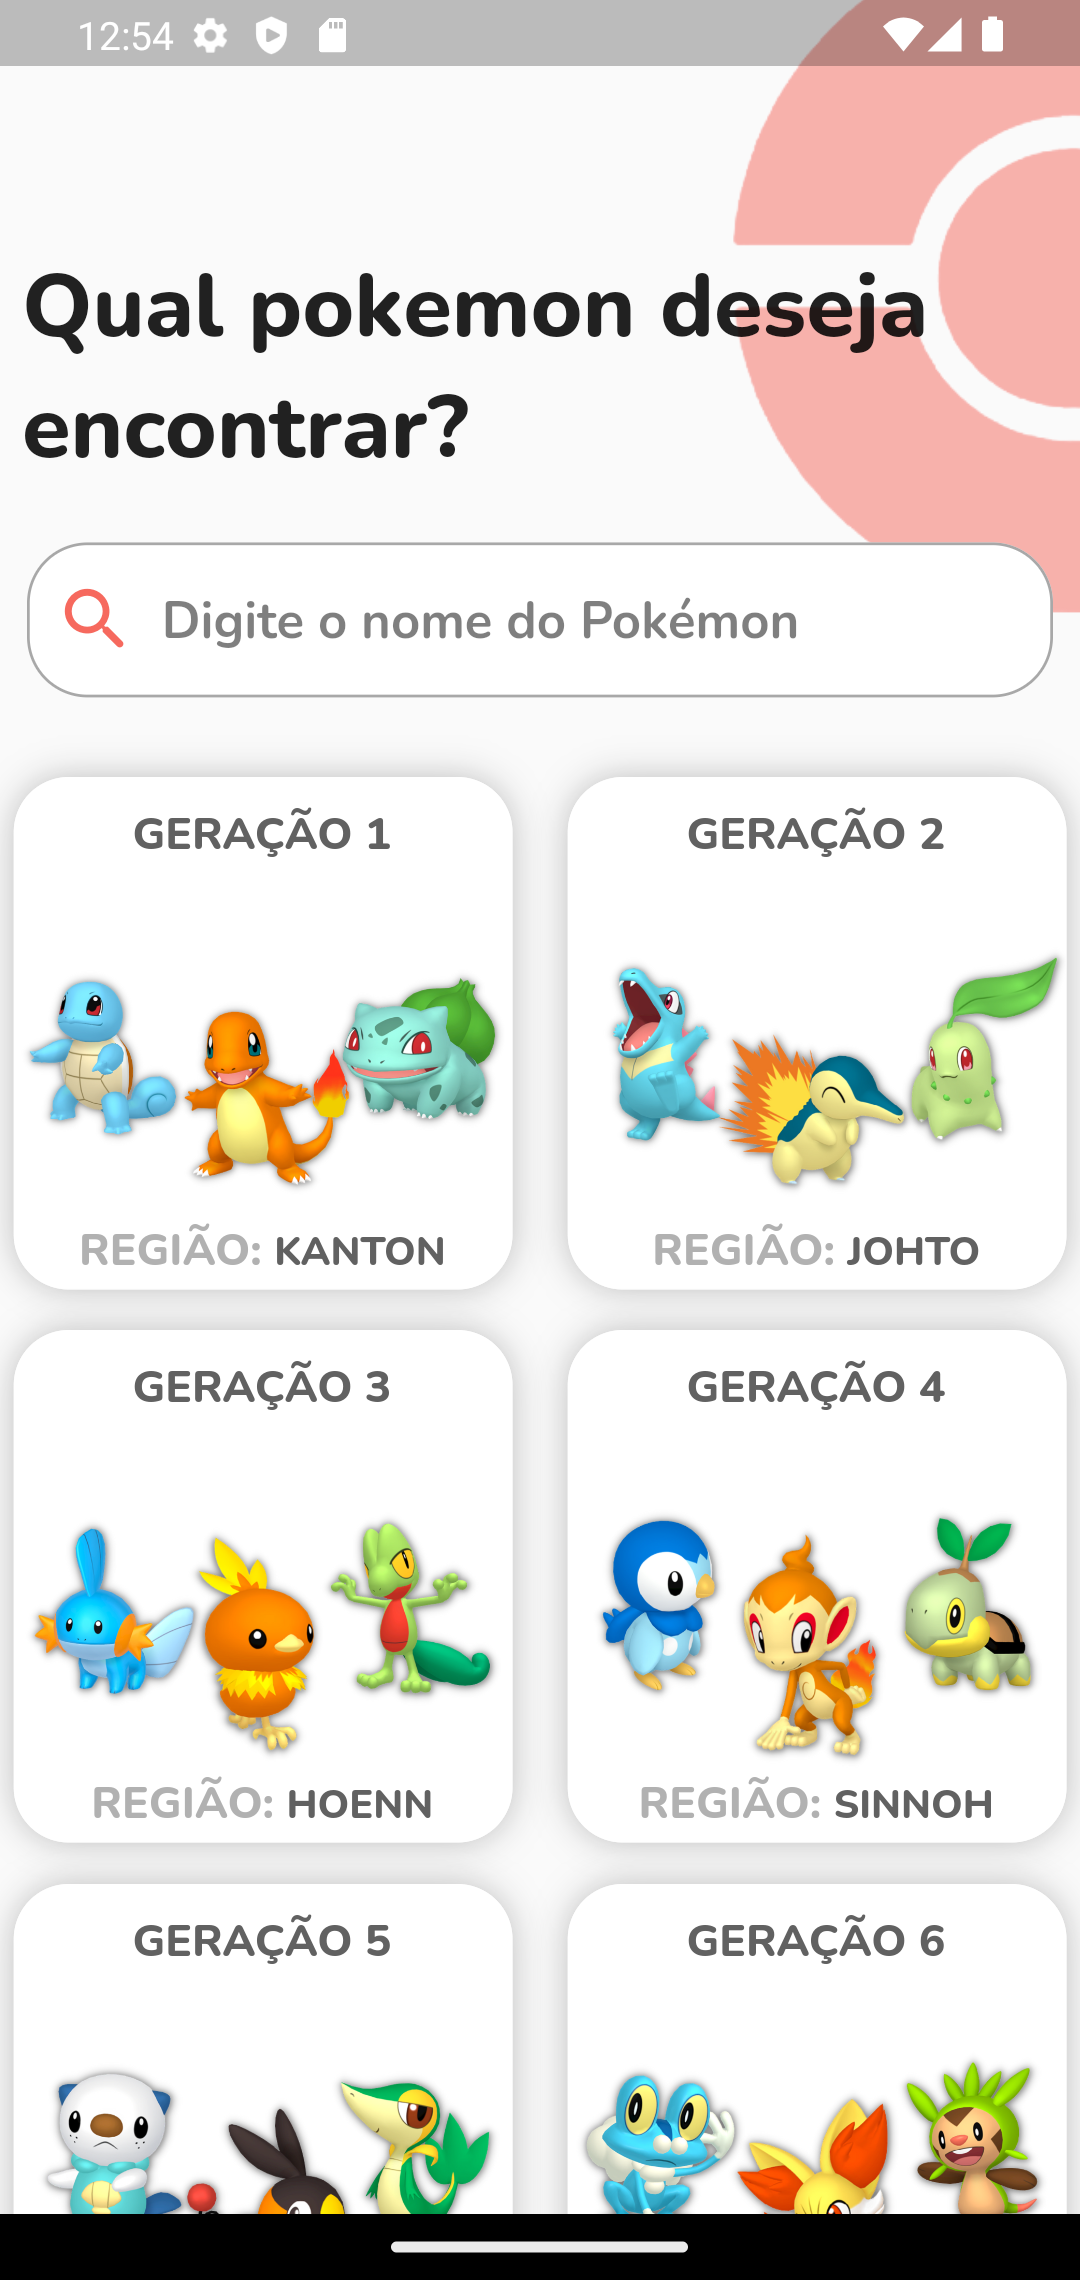 12:54
Qual pokemon deseja
encontrar?
Digite o nome do Pokémon
GERAÇÃO 1
GERAÇÃO 2
REGIÃO: KANTON
REGIÃO: JOHTO
GERAÇÃO 3
GERAÇÃO 4
REGIÃO: HOENN
REGIÃO: SINNOH
GERAÇÃO 5
GERAÇÃO 6